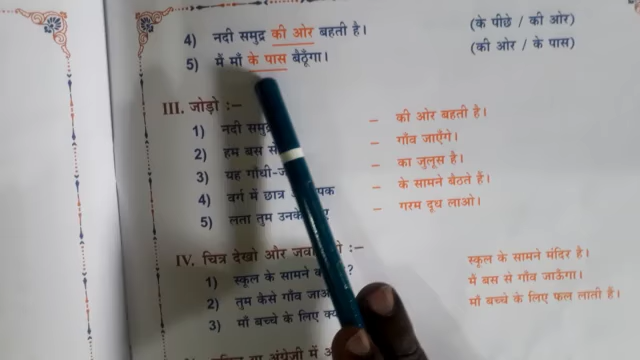 4) नदी समुद्र की ओर बहती है। (के पीछे / की ओर)
5) में माँ के पास बैठूँगा। (की ओर / के पास)
III. जोड़ो :–
1) नदी समुद्र – की ओर बहती है।
2) हम बस से – गाँव जाएँगे।
3) यह गाँधी – का जुलूस है।
4) वर्ग में छात्र – के सामने बैठते हैं।
5) लता तुम उनके – गरम दूध लाओ।
IV. चित्र देखो और :–
1) स्कूल के सामने ? स्कूल के सामने मंदिर है।
2) तुम कैसे गाँव में बस से गाँव जाऊँगा।
3) माँ बच्चे के लिए माँ बच्चे के लिए फल लाती हैं।
या अंग्रेजी में